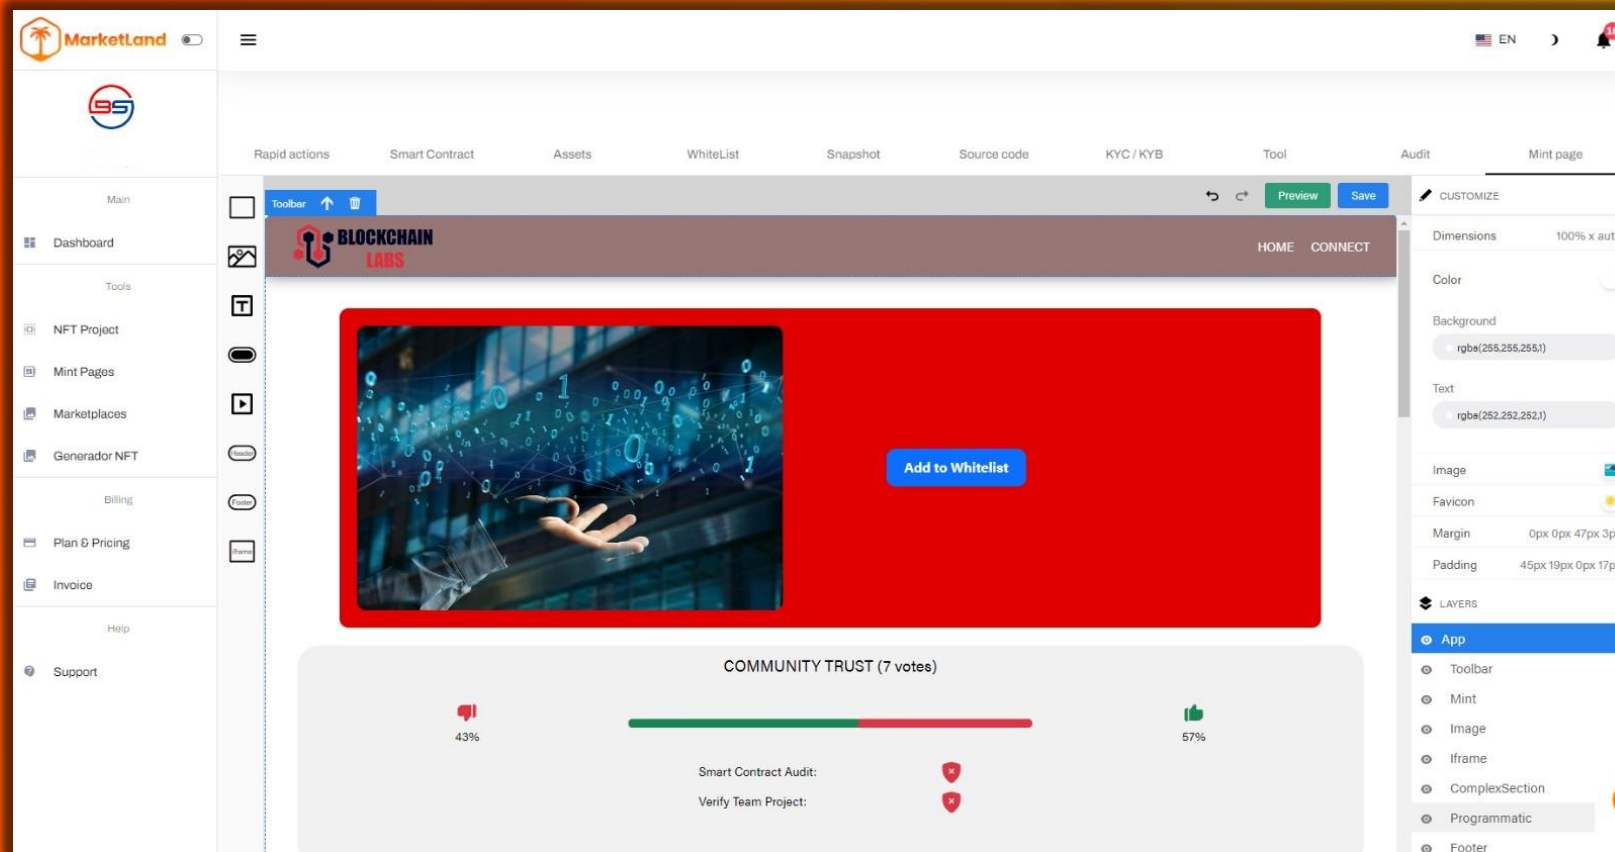 MarketLand
EN
BS
Rapid actions
Smart Contract
Assets
WhiteList
Snapshot
Source code
KYC / KYB
Tool
Audit
Mint page
Main
Dashboard
Tools
NFT Project
Mint Pages
Marketplaces
Generador NFT
Billing
Plan & Pricing
Invoice
Help
Support
Header
Footer
iframe
Toolbar
Preview
Save
BLOCKCHAIN
LABS
HOME CONNECT
Add to Whitelist
COMMUNITY TRUST (7 votes)
43%
57%
Smart Contract Audit:
Verify Team Project:
CUSTOMIZE
Dimensions 100% x aut
Color
Background
rgba(255,255,255,1)
Text
rgba(252,252,252,1)
Image
Favicon
Margin 0px 0px 47px 3p
Padding 45px 19px 0px 17p
LAYERS
App
Toolbar
Mint
Image
Iframe
ComplexSection
Programmatic
Footer